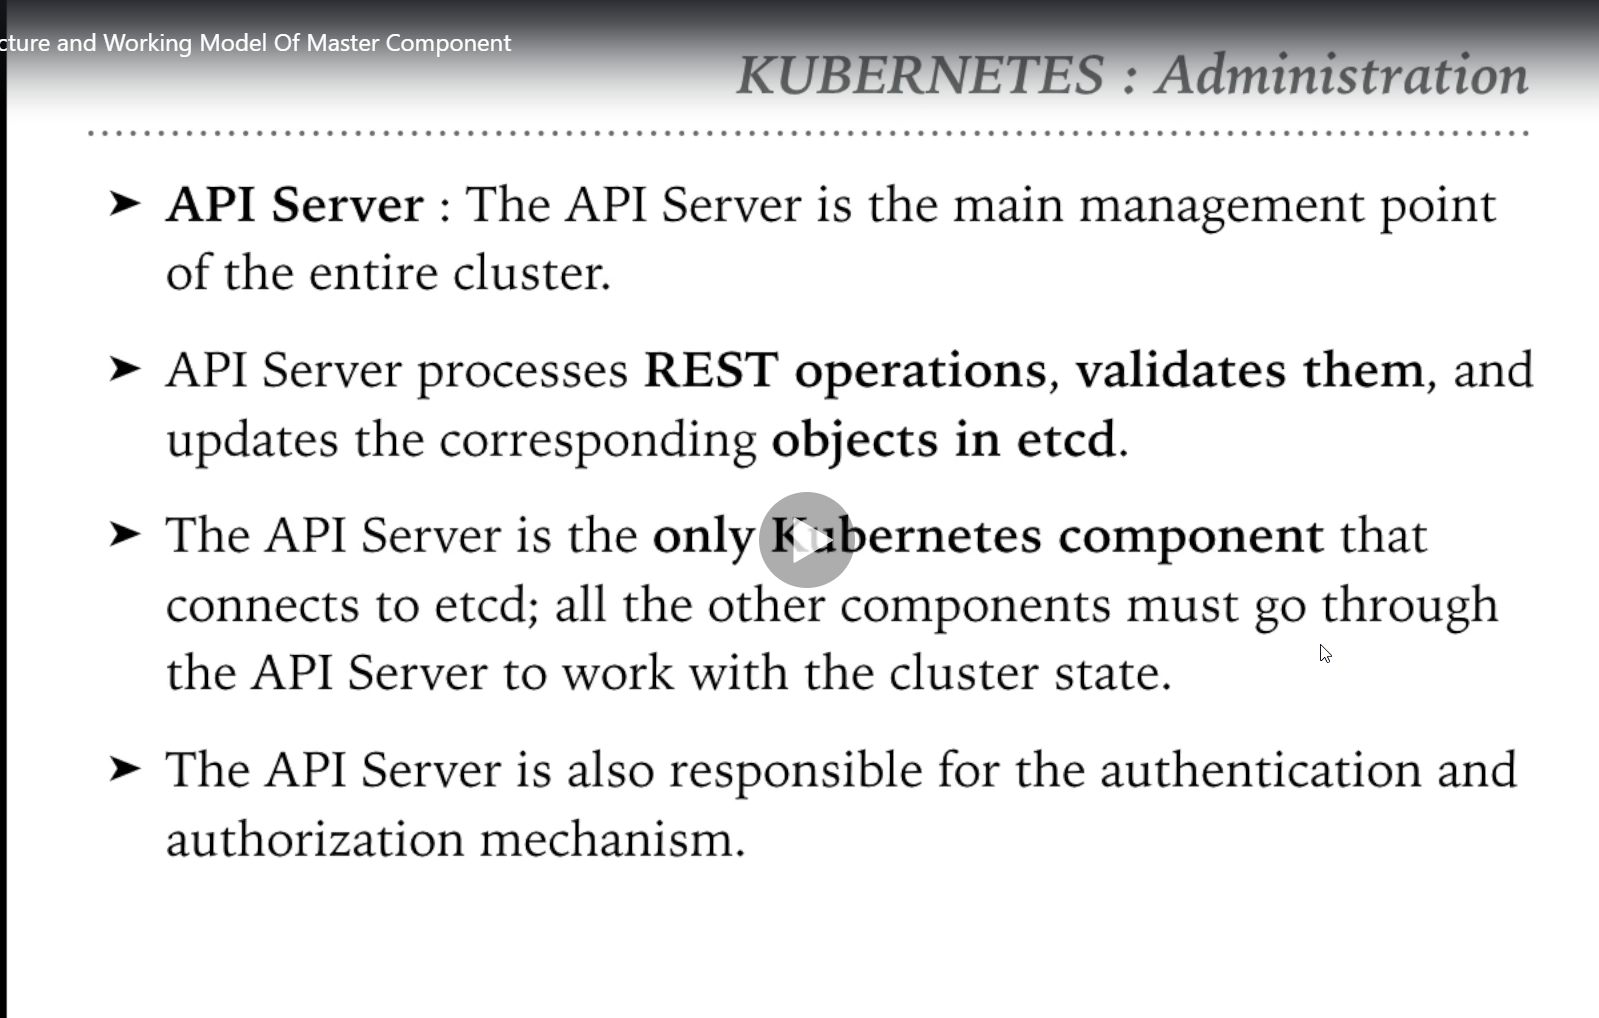 cture and Working Model Of Master Component
KUBERNETES : Administration
➤ API Server : The API Server is the main management point
of the entire cluster.
➤ API Server processes REST operations, validates them, and
updates the corresponding objects in etcd.
➤ The API Server is the only Kubernetes component that
connects to etcd; all the other components must go through
the API Server to work with the cluster state.
➤ The API Server is also responsible for the authentication and
authorization mechanism.